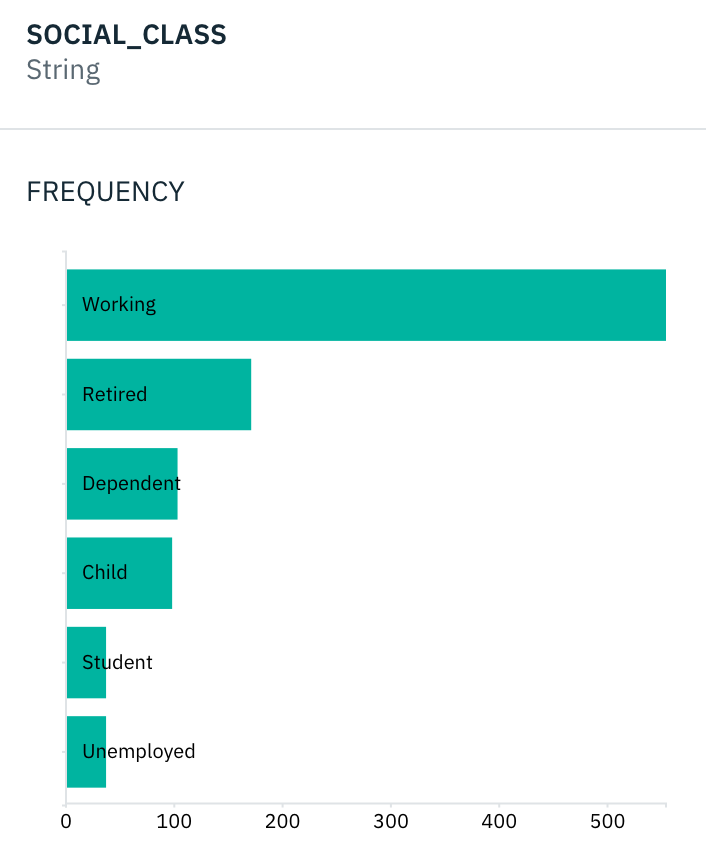 SOCIAL_CLASS
String
FREQUENCY
Working
Retired
Dependent
Child
Student
Unemployed
0 100 200 300 400 500